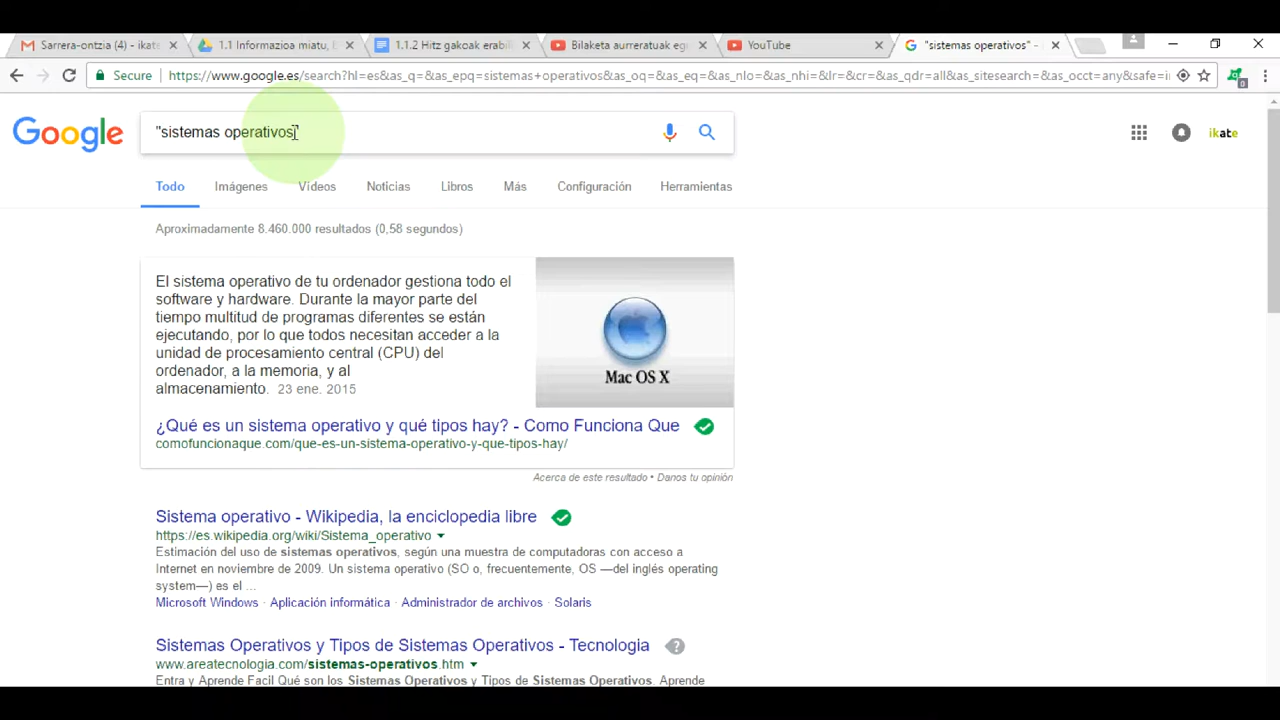 Sarrera-ontzia (4) - ikate
1.1 Informazioa miatu, 
1.1.2 Hitz gakoak erabil
Bilaketa aurreratuak eg
YouTube
"sistemas operativos" -
Secure
https://www.google.es/search?hl=es&as_q=&as_epq=sistemas+operativos&as_oq=&as_eq=&as_nlo=&as_nhi=&lr=&cr=&as_qdr=all&as_sitesearch=&as_occt=any&safe=i
0
Google
"sistemas operativos"
ikate
Todo
Imágenes
Vídeos
Noticias
Libros
Más
Configuración
Herramientas
Aproximadamente 8.460.000 resultados (0,58 segundos)
El sistema operativo de tu ordenador gestiona todo el
software y hardware. Durante la mayor parte del
tiempo multitud de programas diferentes se están
ejecutando, por lo que todos necesitan acceder a la
unidad de procesamiento central (CPU) del
ordenador, a la memoria, y al
almacenamiento. 23 ene. 2015
Mac OS X
¿Qué es un sistema operativo y qué tipos hay? - Como Funciona Que
comofuncionaque.com/que-es-un-sistema-operativo-y-que-tipos-hay/
Acerca de este resultado • Danos tu opinión
Sistema operativo - Wikipedia, la enciclopedia libre
https://es.wikipedia.org/wiki/Sistema_operativo
Estimación del uso de sistemas operativos, según una muestra de computadoras con acceso a
Internet en noviembre de 2009. Un sistema operativo (SO o, frecuentemente, OS —del inglés operating
system—) es el ...
Microsoft Windows · Aplicación informática · Administrador de archivos · Solaris
Sistemas Operativos y Tipos de Sistemas Operativos - Tecnologia
www.areatecnologia.com/sistemas-operativos.htm
Entra y Aprende Facil Qué son los Sistemas Operativos y Tipos de Sistemas Operativos. Aprende